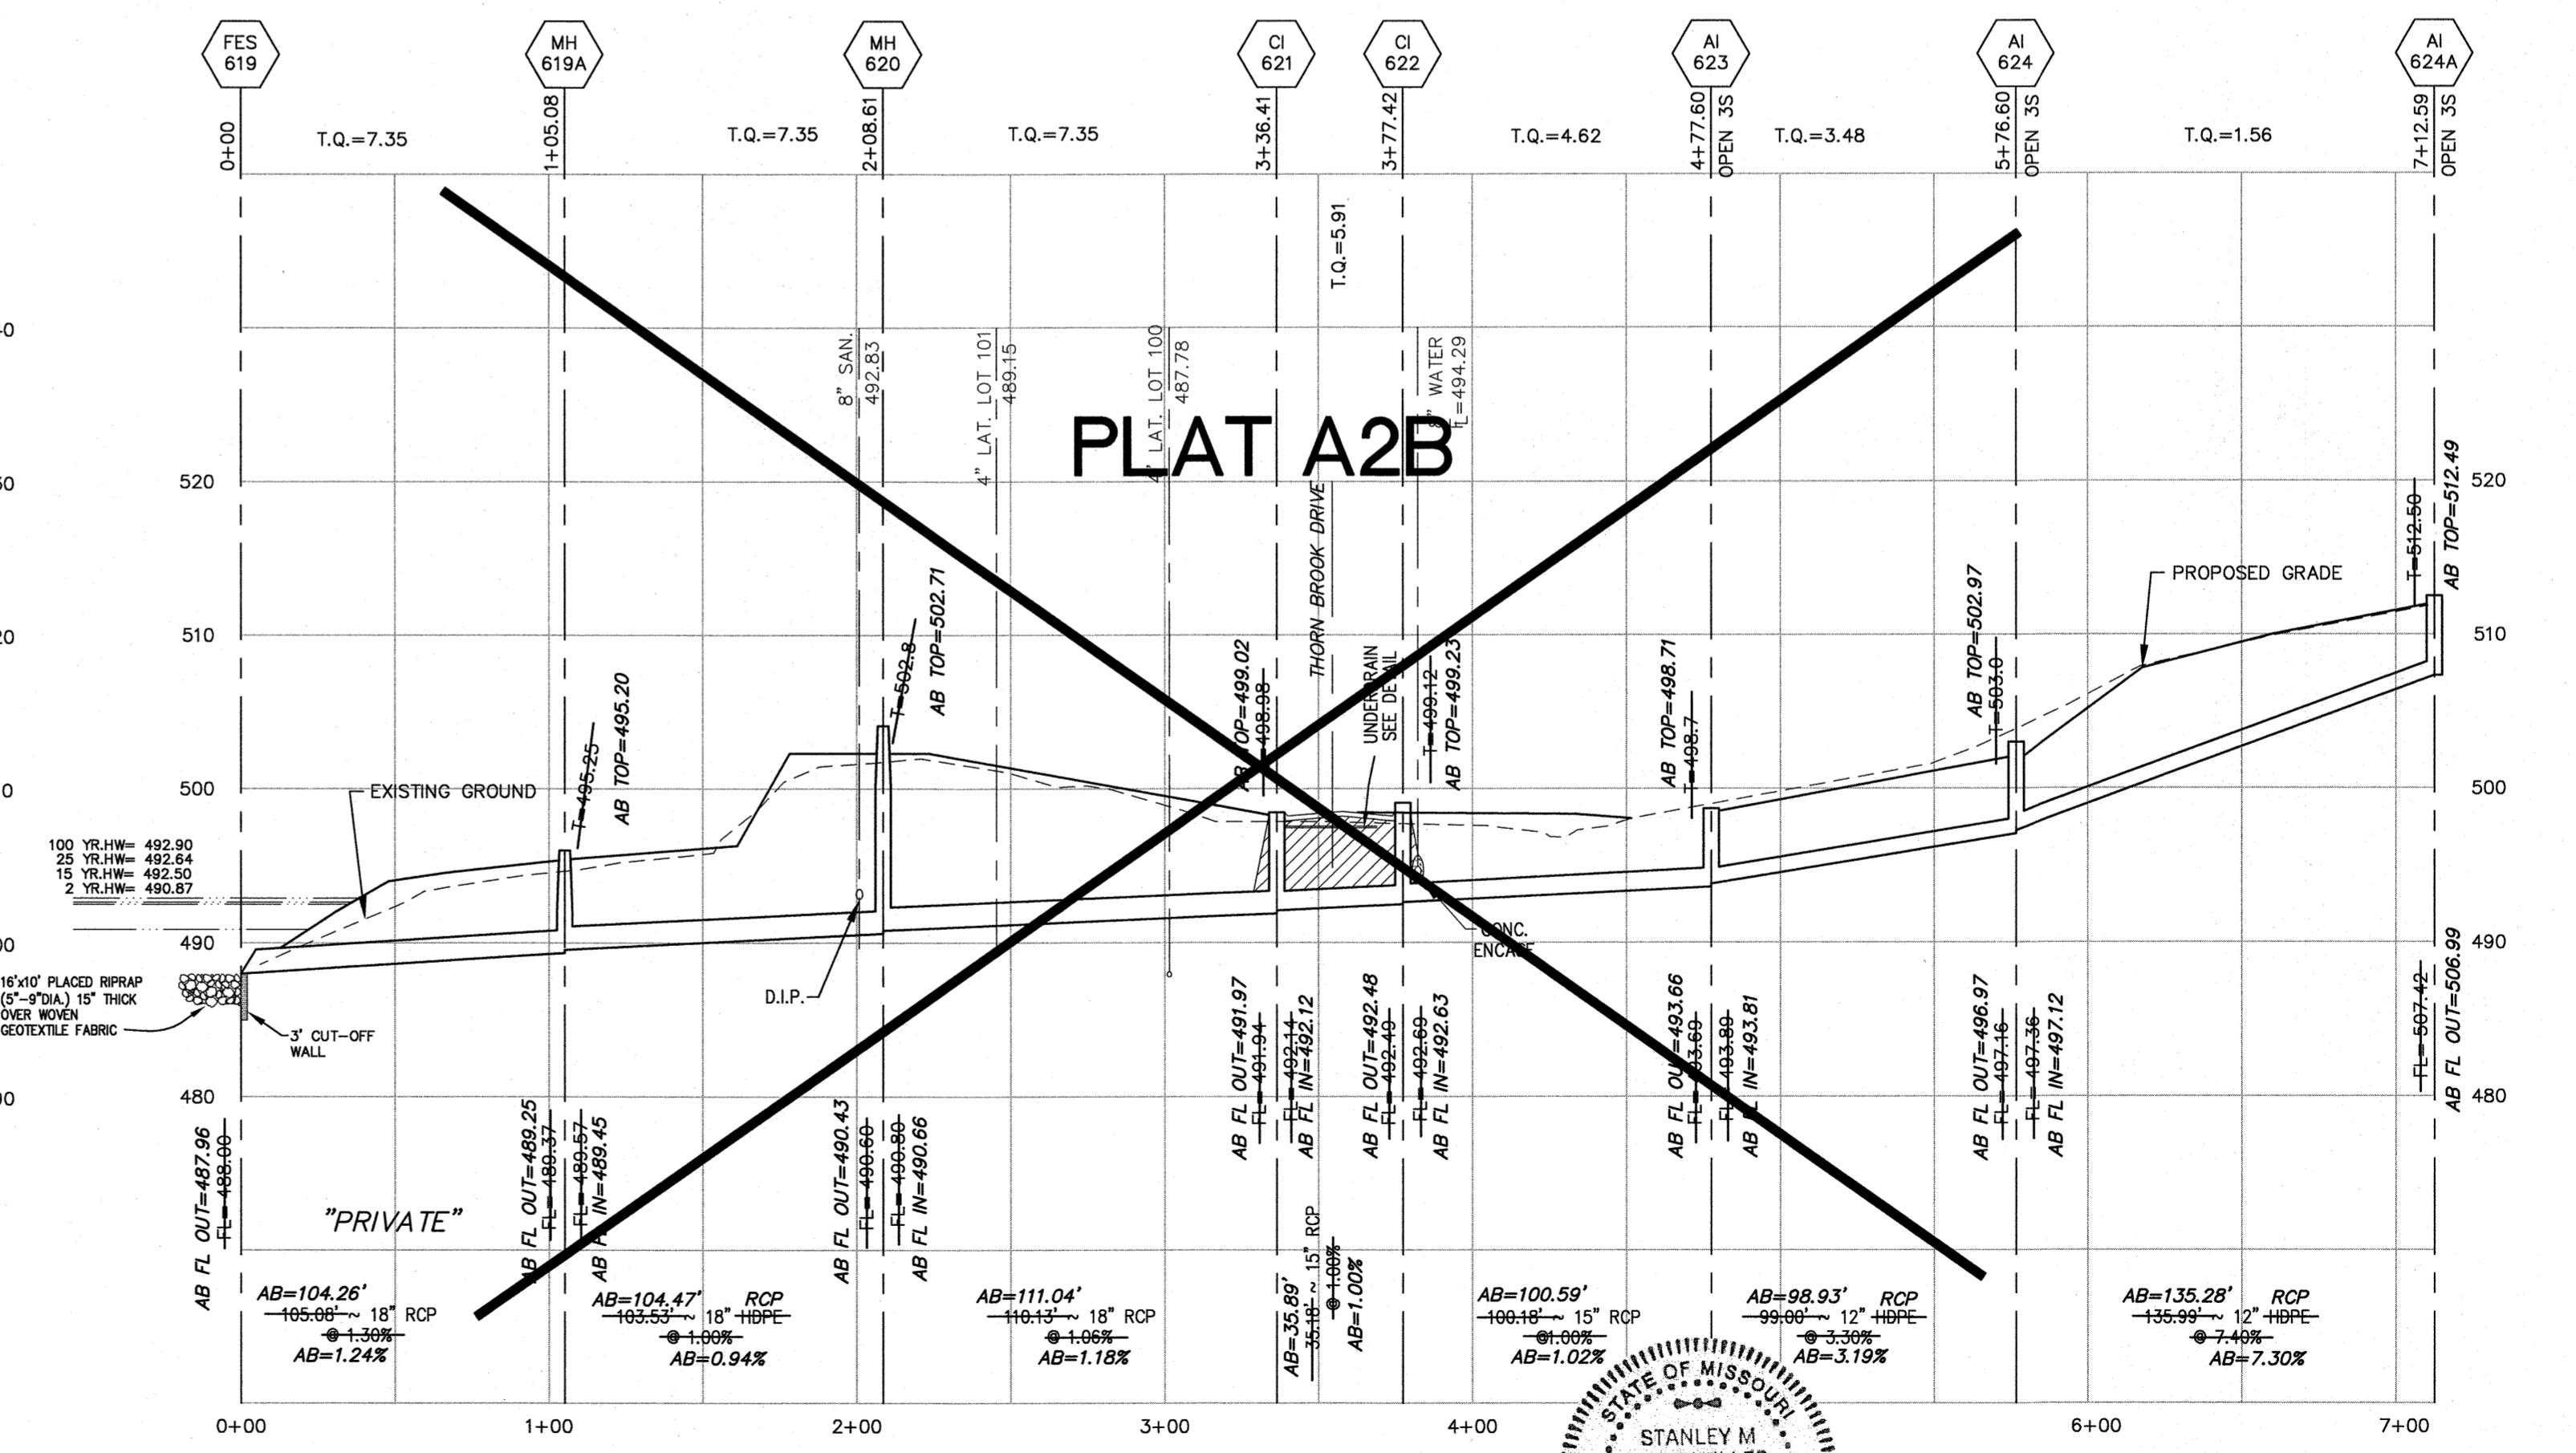 FES
619
MH
619A
MH
620
CI
621
CI
622
AI
623
AI
624
AI
624A
0+00
1+05.08
2+08.61
3+36.41
3+77.42
4+77.60
OPEN 3S
5+76.60
OPEN 3S
7+12.59
OPEN 3S
T.Q.=7.35
T.Q.=7.35
T.Q.=7.35
T.Q.=5.91
T.Q.=4.62
T.Q.=3.48
T.Q.=1.56
8" SAN.
492.83
4" LAT. LOT 101
489.15
4" LAT. LOT 100
487.78
8" WATER
FL=494.29
PLAT A2B
THORN BROOK DRIVE
UNDERDRAIN
SEE DETAIL
520
510
500
490
480
520
510
500
490
480
T=495.25
AB TOP=495.20
T=502.8
AB TOP=502.71
AB TOP=499.02
T=498.98
T=499.12
AB TOP=499.23
AB TOP=498.71
T=498.7
AB TOP=502.97
T=503.0
T=512.50
AB TOP=512.49
EXISTING GROUND
PROPOSED GRADE
100 YR.HW= 492.90
25 YR.HW= 492.64
15 YR.HW= 492.50
2 YR.HW= 490.87
16'x10' PLACED RIPRAP
(5"-9"DIA.) 15" THICK
OVER WOVEN
GEOTEXTILE FABRIC
3' CUT-OFF
WALL
D.I.P.
CONC.
ENCASE
AB FL OUT=487.96
FL=488.00
AB FL OUT=489.25
FL=489.37
FL=489.57
AB FL IN=489.45
AB FL OUT=490.43
FL=490.60
FL=490.80
AB FL IN=490.66
AB FL OUT=491.97
FL=491.94
FL=492.14
AB FL IN=492.12
AB FL OUT=492.48
FL=492.49
FL=492.69
AB FL IN=492.63
AB FL OUT=493.66
FL=493.69
FL=493.89
AB FL IN=493.81
AB FL OUT=496.97
FL=497.16
FL=497.36
AB FL IN=497.12
FL=507.42
AB FL OUT=506.99
"PRIVATE"
AB=104.26'
105.08' ~ 18" RCP
@ 1.30%
AB=1.24%
AB=104.47' RCP
103.53' ~ 18" HDPE
@ 1.00%
AB=0.94%
AB=111.04'
110.13' ~ 18" RCP
@ 1.06%
AB=1.18%
AB=35.89'
35.18' ~ 15" RCP
@ 1.00%
AB=1.00%
AB=100.59'
100.18' ~ 15" RCP
@1.00%
AB=1.02%
AB=98.93' RCP
99.00' ~ 12" HDPE
@ 3.30%
AB=3.19%
AB=135.28' RCP
135.99' ~ 12" HDPE
@ 7.40%
AB=7.30%
STATE OF MISSOURI
STANLEY M
0+00
1+00
2+00
3+00
4+00
6+00
7+00